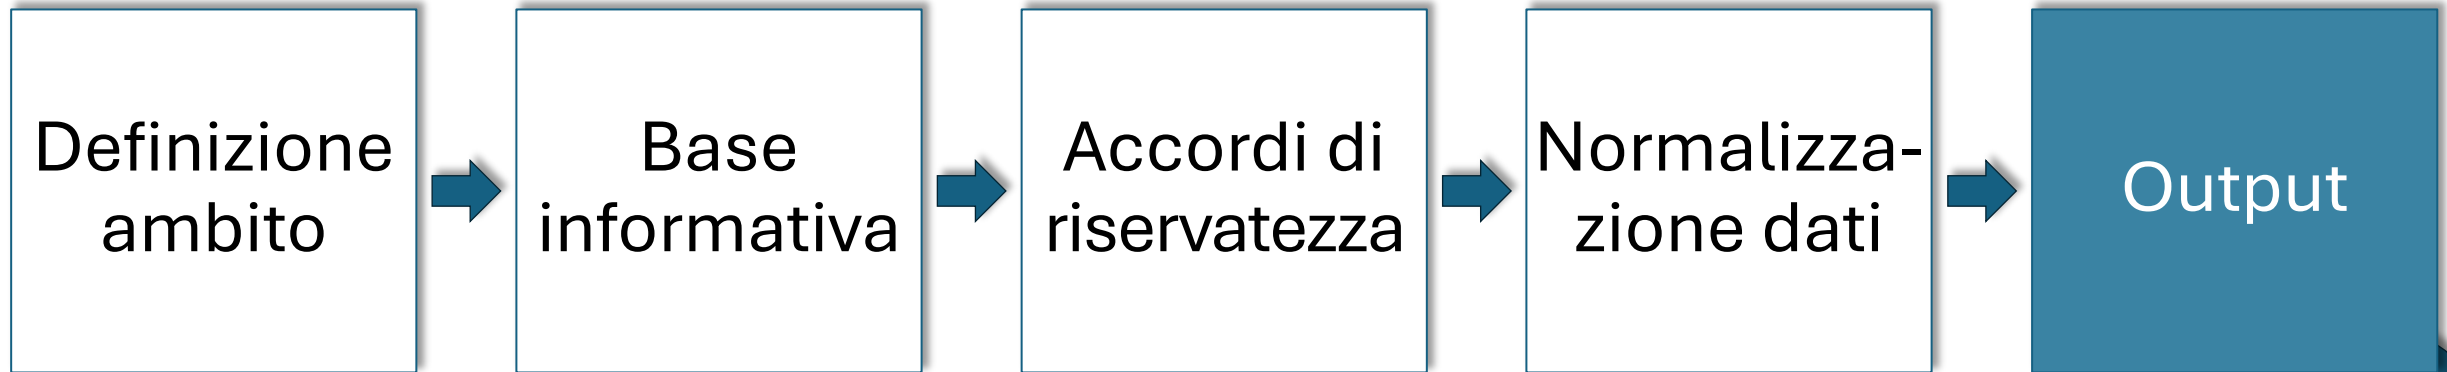 Definizione
ambito
Base
informativa
Accordi di
riservatezza
Normalizza-
zione dati
Output